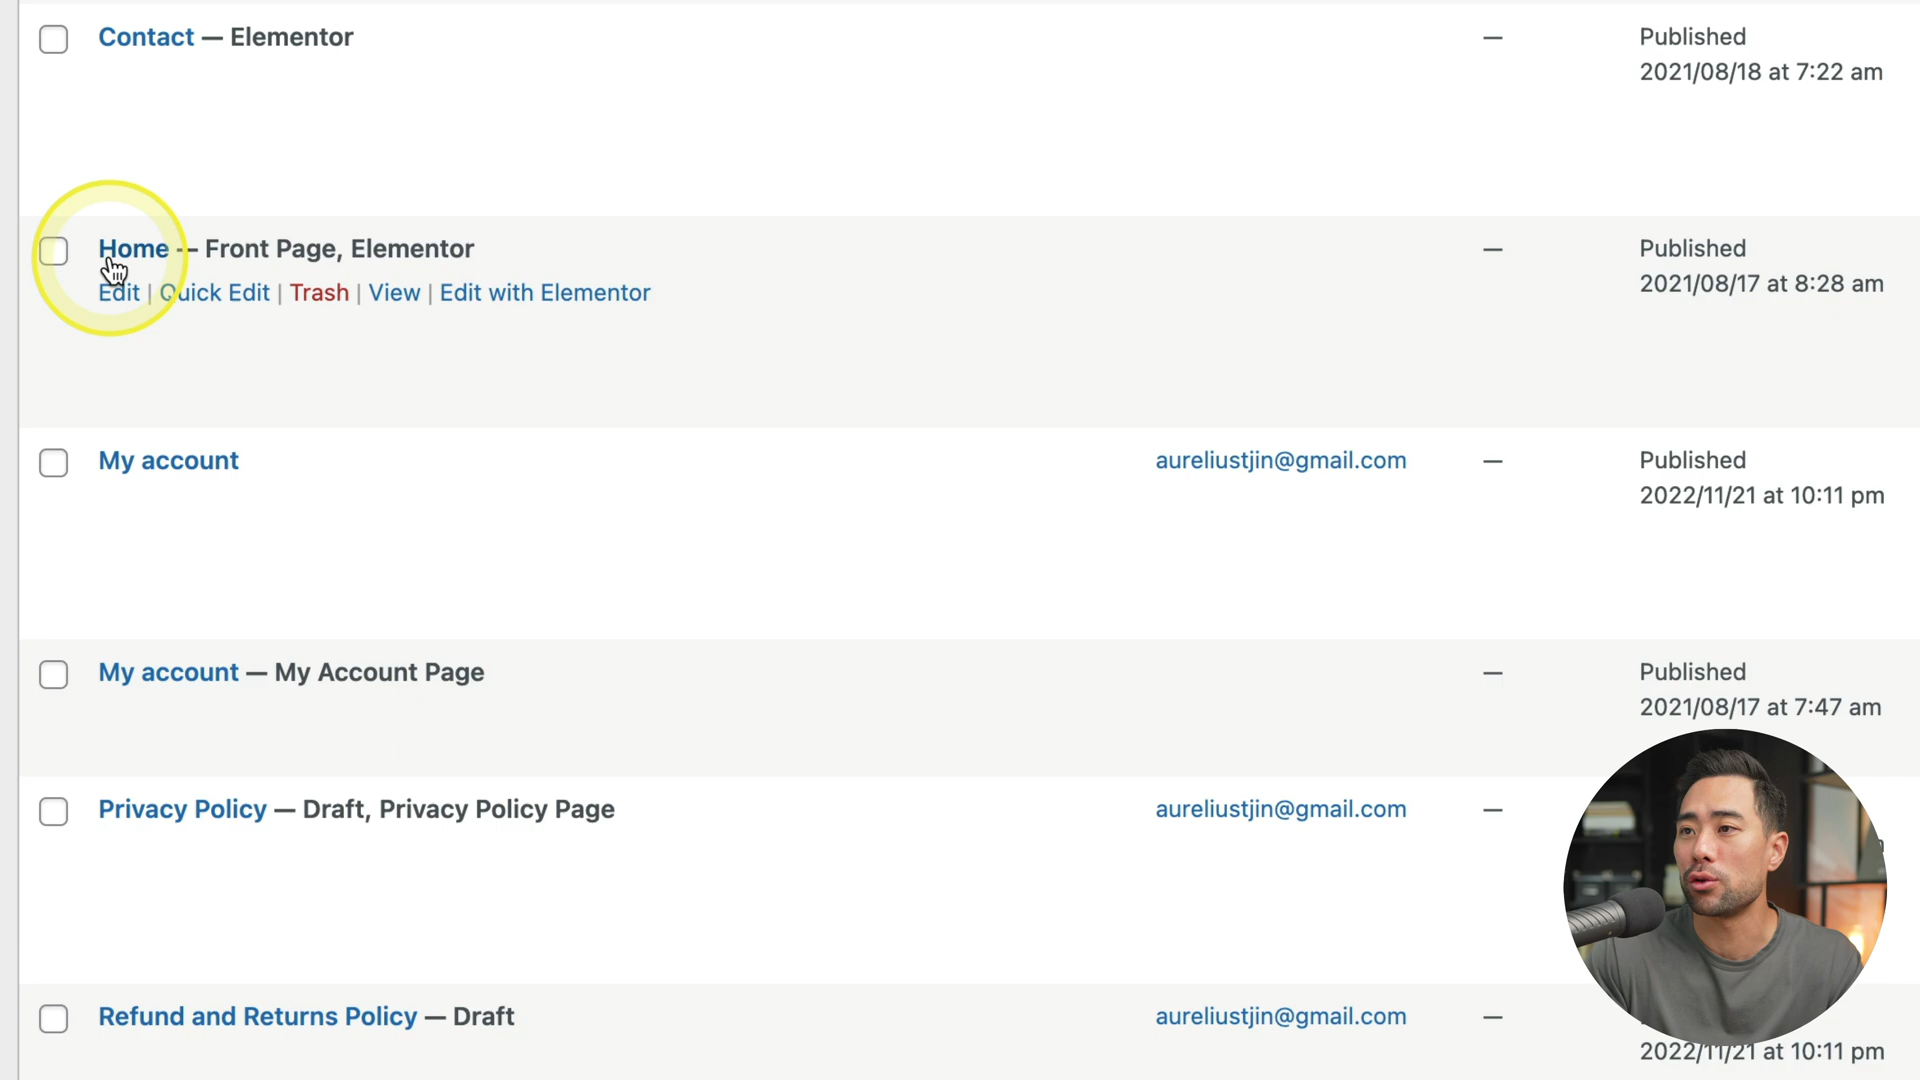 Contact — Elementor — Published
2021/08/18 at 7:22 am
Home — Front Page, Elementor — Published
Edit | Quick Edit | Trash | View | Edit with Elementor 2021/08/17 at 8:28 am
My account aureliustjin@gmail.com — Published
2022/11/21 at 10:11 pm
My account — My Account Page — Published
2021/08/17 at 7:47 am
Privacy Policy — Draft, Privacy Policy Page aureliustjin@gmail.com —
Refund and Returns Policy — Draft aureliustjin@gmail.com —
2022/11/21 at 10:11 pm